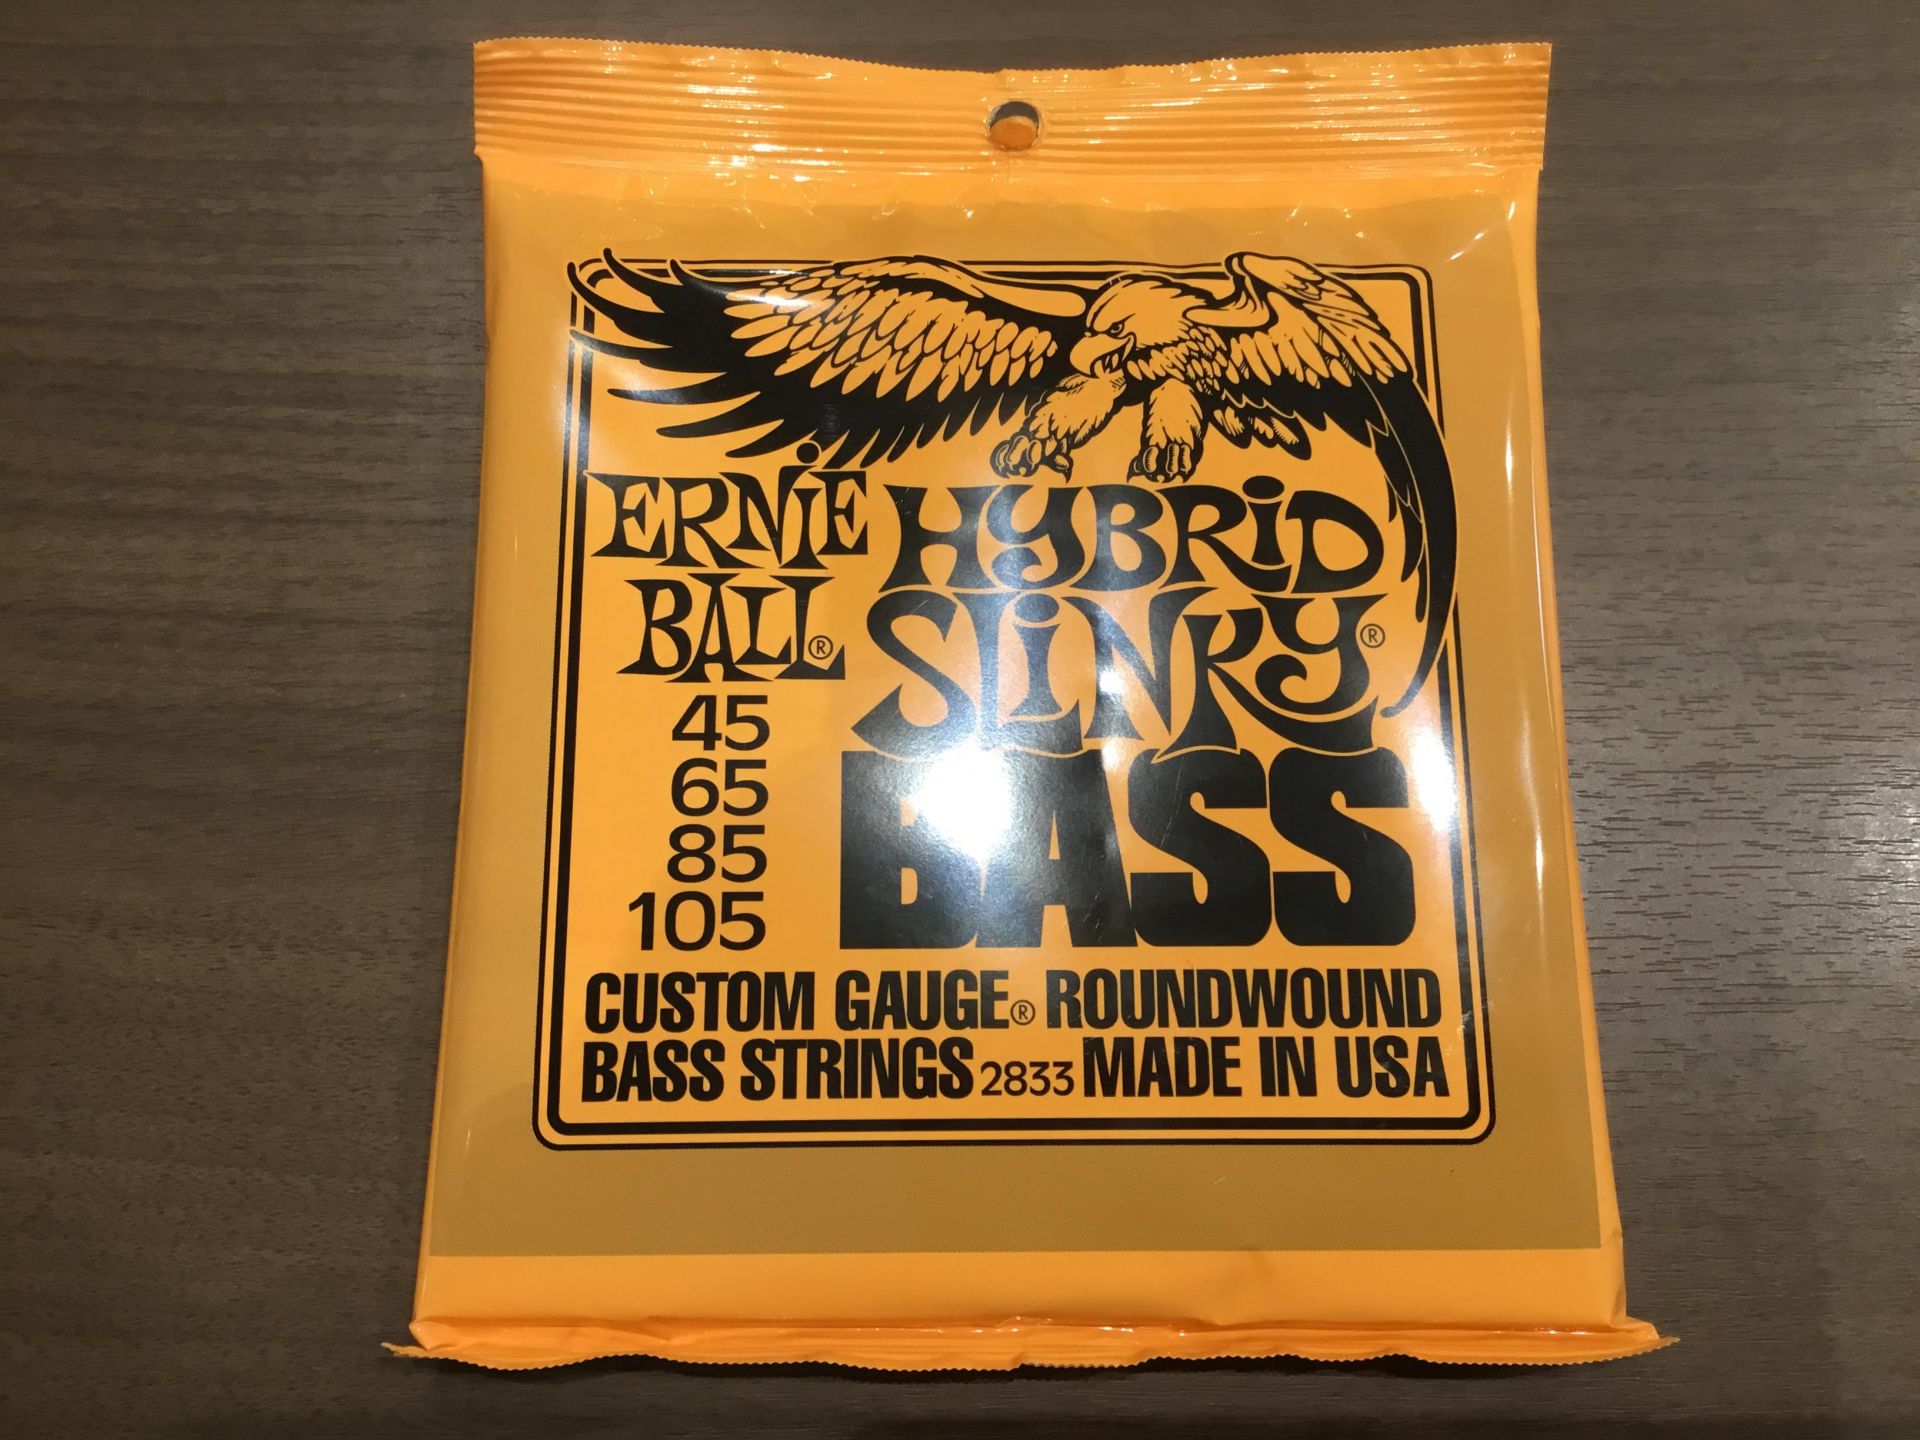 ERNiE
BALL®
HYBRiD
SLiNKY®
BASS
45
65
85
105
CUSTOM GAUGE® ROUNDWOUND
BASS STRINGS 2833 MADE IN USA